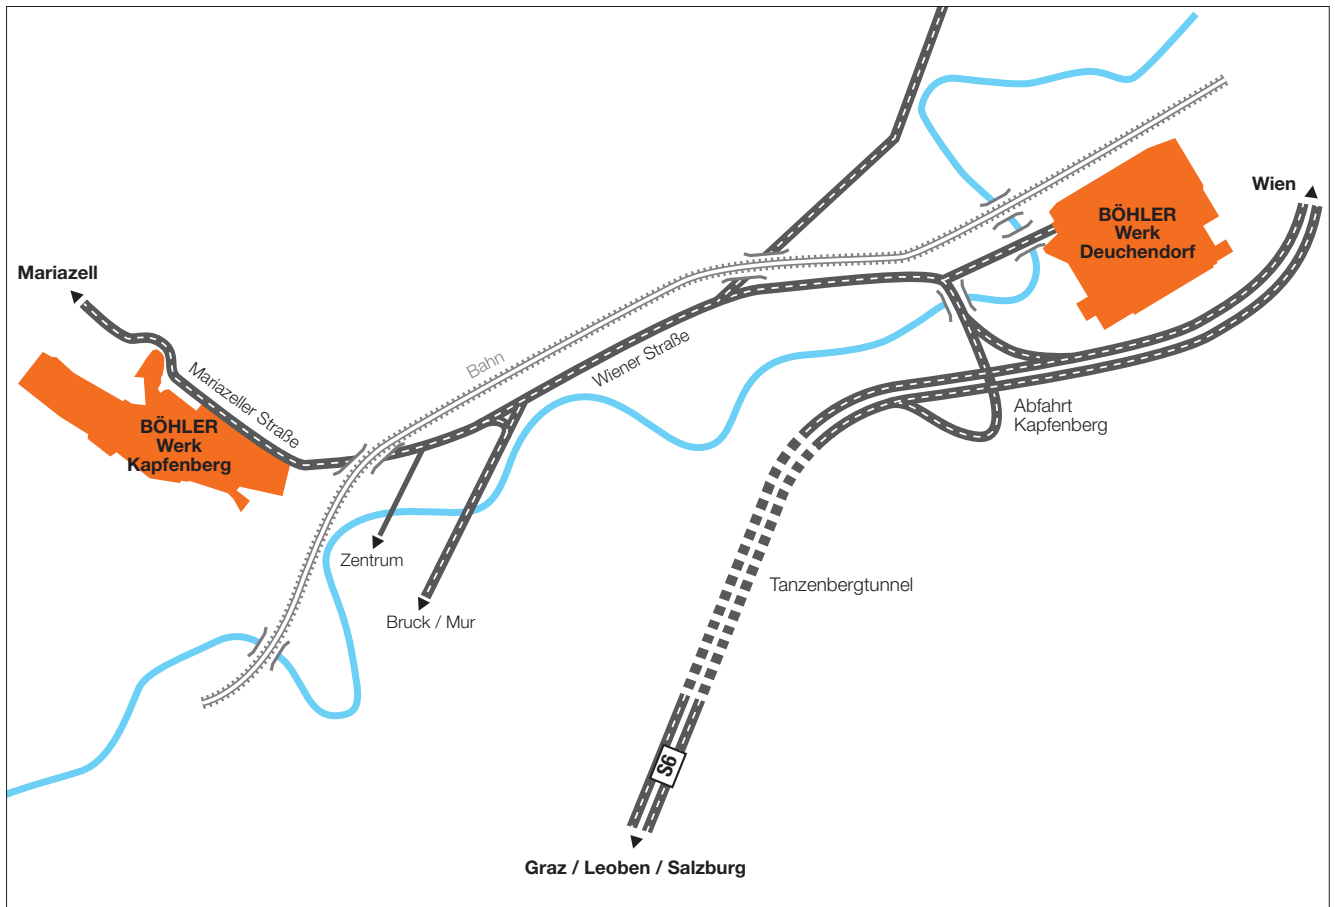 Wien
BÖHLER
Werk
Deuchendorf
Mariazell
Mariazeller Straße
BÖHLER
Werk
Kapfenberg
Bahn
Wiener Straße
Abfahrt
Kapfenberg
Zentrum
Bruck / Mur
Tanzenbergtunnel
S6
Graz / Leoben / Salzburg